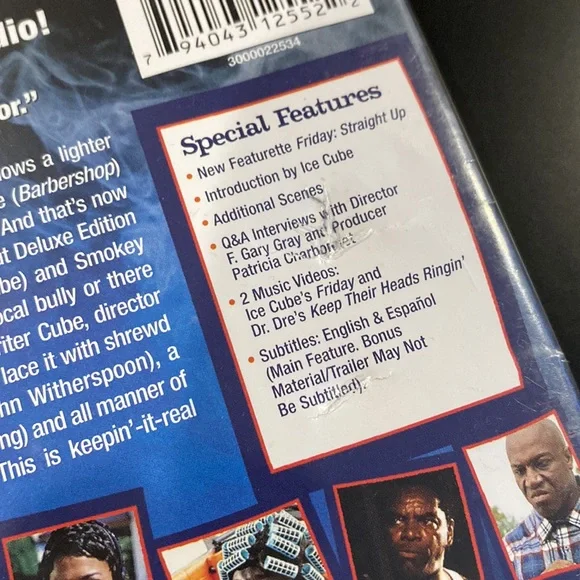 dio!
7 94043 12552 2
3000022534
or."
ows a lighter
e (Barbershop)
And that's now
t Deluxe Edition
be) and Smokey
ocal bully or there
riter Cube, director
lace it with shrewd
nn Witherspoon), a
ng) and all manner of
This is keepin'-it-real
Special Features
• New Featurette Friday: Straight Up
• Introduction by Ice Cube
• Additional Scenes
• Q&A Interviews with Director
F. Gary Gray and Producer
Patricia Charbonnet
• 2 Music Videos:
Ice Cube's Friday and
Dr. Dre's Keep Their Heads Ringin'
• Subtitles: English & Español
(Main Feature. Bonus
Material/Trailer May Not
Be Subtitled).